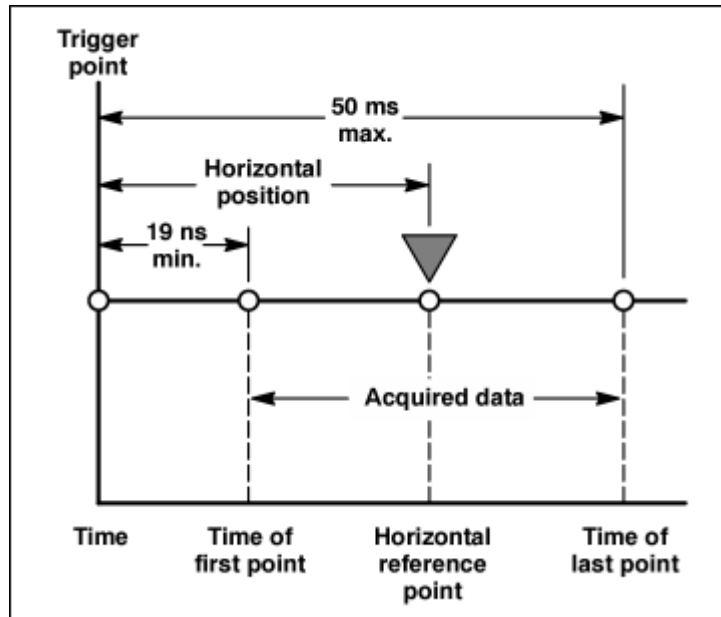 Trigger
point
50 ms
max.
Horizontal
position
19 ns
min.
Acquired data
Time
Time of
first point
Horizontal
reference
point
Time of
last point